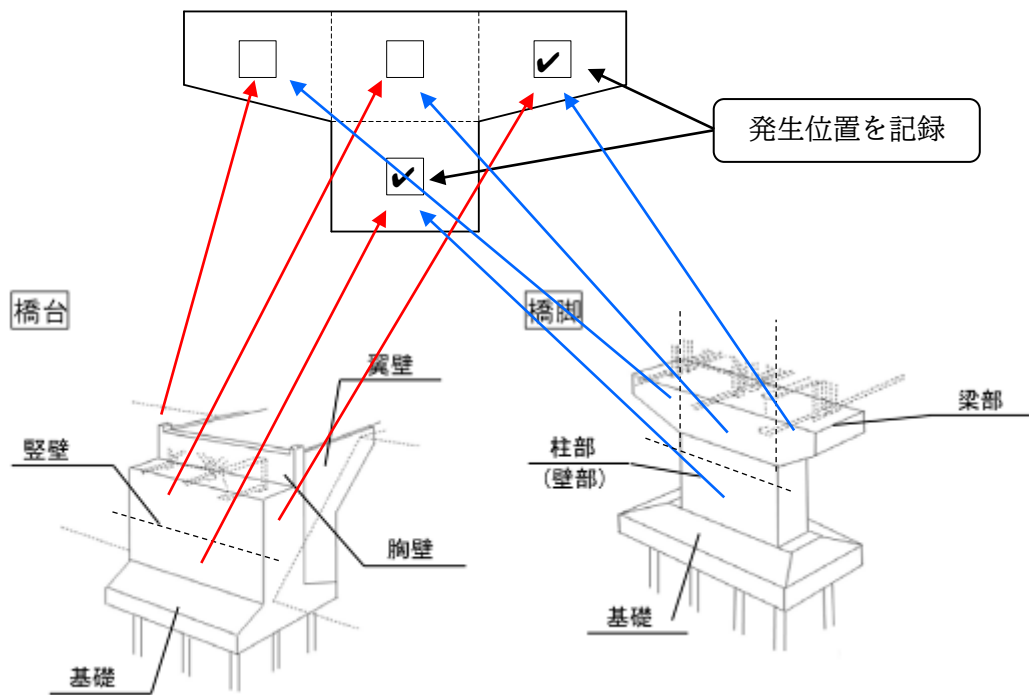 ✔
発生位置を記録
✔
橋台
橋脚
翼壁
梁部
竪壁
柱部
(壁部)
胸壁
基礎
基礎